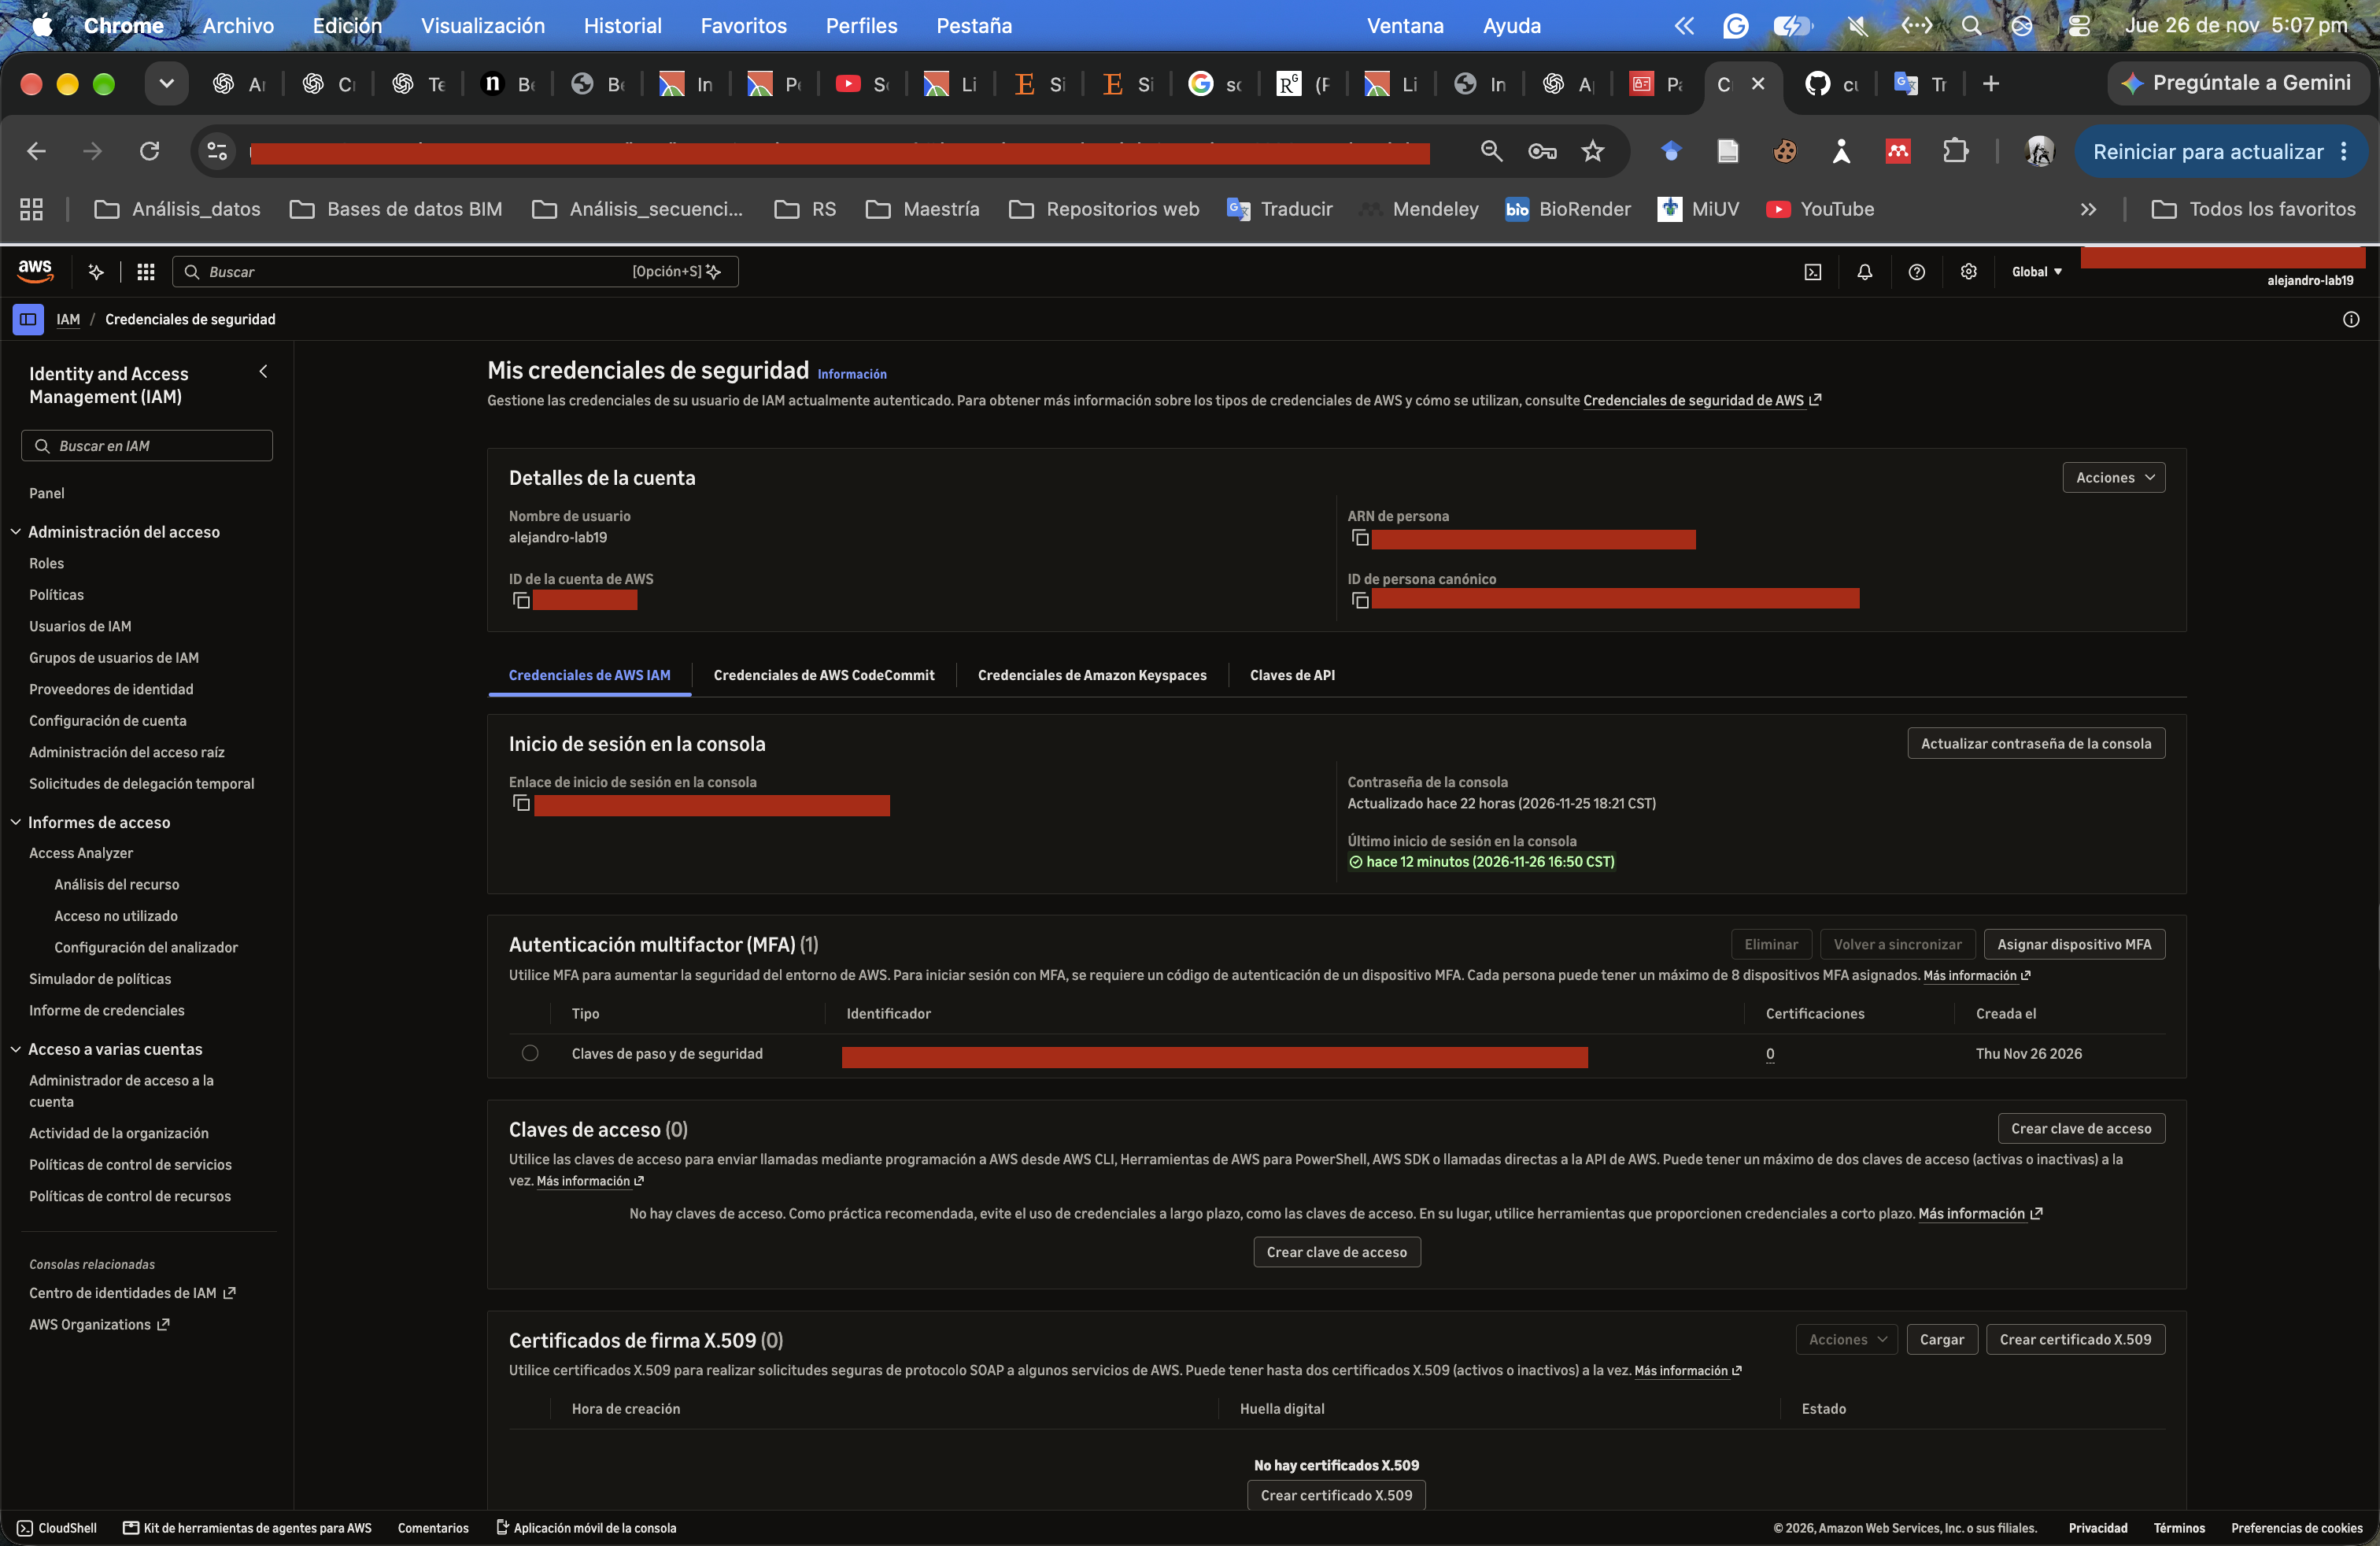 Chrome Archivo Edición Visualización Historial Favoritos Perfiles Pestaña Ventana Ayuda Jue 26 de nov 5:07 pm
Pregúntale a Gemini
Reiniciar para actualizar
Análisis_datos Bases de datos BIM Análisis_secuenci... RS Maestría Repositorios web Traducir Mendeley BioRender MiUV YouTube Todos los favoritos
aws Buscar [Opción+S] Global
alejandro-lab19
IAM / Credenciales de seguridad
Identity and Access
Management (IAM)
Buscar en IAM
Panel
Administración del acceso
Roles
Políticas
Usuarios de IAM
Grupos de usuarios de IAM
Proveedores de identidad
Configuración de cuenta
Administración del acceso raíz
Solicitudes de delegación temporal
Informes de acceso
Access Analyzer
Análisis del recurso
Acceso no utilizado
Configuración del analizador
Simulador de políticas
Informe de credenciales
Acceso a varias cuentas
Administrador de acceso a la
cuenta
Actividad de la organización
Políticas de control de servicios
Políticas de control de recursos
Consolas relacionadas
Centro de identidades de IAM
AWS Organizations
Mis credenciales de seguridad Información
Gestione las credenciales de su usuario de IAM actualmente autenticado. Para obtener más información sobre los tipos de credenciales de AWS y cómo se utilizan, consulte Credenciales de seguridad de AWS
Detalles de la cuenta Acciones
Nombre de usuario
alejandro-lab19
ARN de persona
ID de la cuenta de AWS
ID de persona canónico
Credenciales de AWS IAM Credenciales de AWS CodeCommit Credenciales de Amazon Keyspaces Claves de API
Inicio de sesión en la consola Actualizar contraseña de la consola
Enlace de inicio de sesión en la consola
Contraseña de la consola
Actualizado hace 22 horas (2026-11-25 18:21 CST)
Último inicio de sesión en la consola
hace 12 minutos (2026-11-26 16:50 CST)
Autenticación multifactor (MFA) (1) Eliminar Volver a sincronizar Asignar dispositivo MFA
Utilice MFA para aumentar la seguridad del entorno de AWS. Para iniciar sesión con MFA, se requiere un código de autenticación de un dispositivo MFA. Cada persona puede tener un máximo de 8 dispositivos MFA asignados. Más información
Tipo Identificador Certificaciones Creada el
Claves de paso y de seguridad 0 Thu Nov 26 2026
Claves de acceso (0) Crear clave de acceso
Utilice las claves de acceso para enviar llamadas mediante programación a AWS desde AWS CLI, Herramientas de AWS para PowerShell, AWS SDK o llamadas directas a la API de AWS. Puede tener un máximo de dos claves de acceso (activas o inactivas) a la
vez. Más información
No hay claves de acceso. Como práctica recomendada, evite el uso de credenciales a largo plazo, como las claves de acceso. En su lugar, utilice herramientas que proporcionen credenciales a corto plazo. Más información
Crear clave de acceso
Certificados de firma X.509 (0) Acciones Cargar Crear certificado X.509
Utilice certificados X.509 para realizar solicitudes seguras de protocolo SOAP a algunos servicios de AWS. Puede tener hasta dos certificados X.509 (activos o inactivos) a la vez. Más información
Hora de creación Huella digital Estado
No hay certificados X.509
Crear certificado X.509
CloudShell Kit de herramientas de agentes para AWS Comentarios Aplicación móvil de la consola © 2026, Amazon Web Services, Inc. o sus filiales. Privacidad Términos Preferencias de cookies